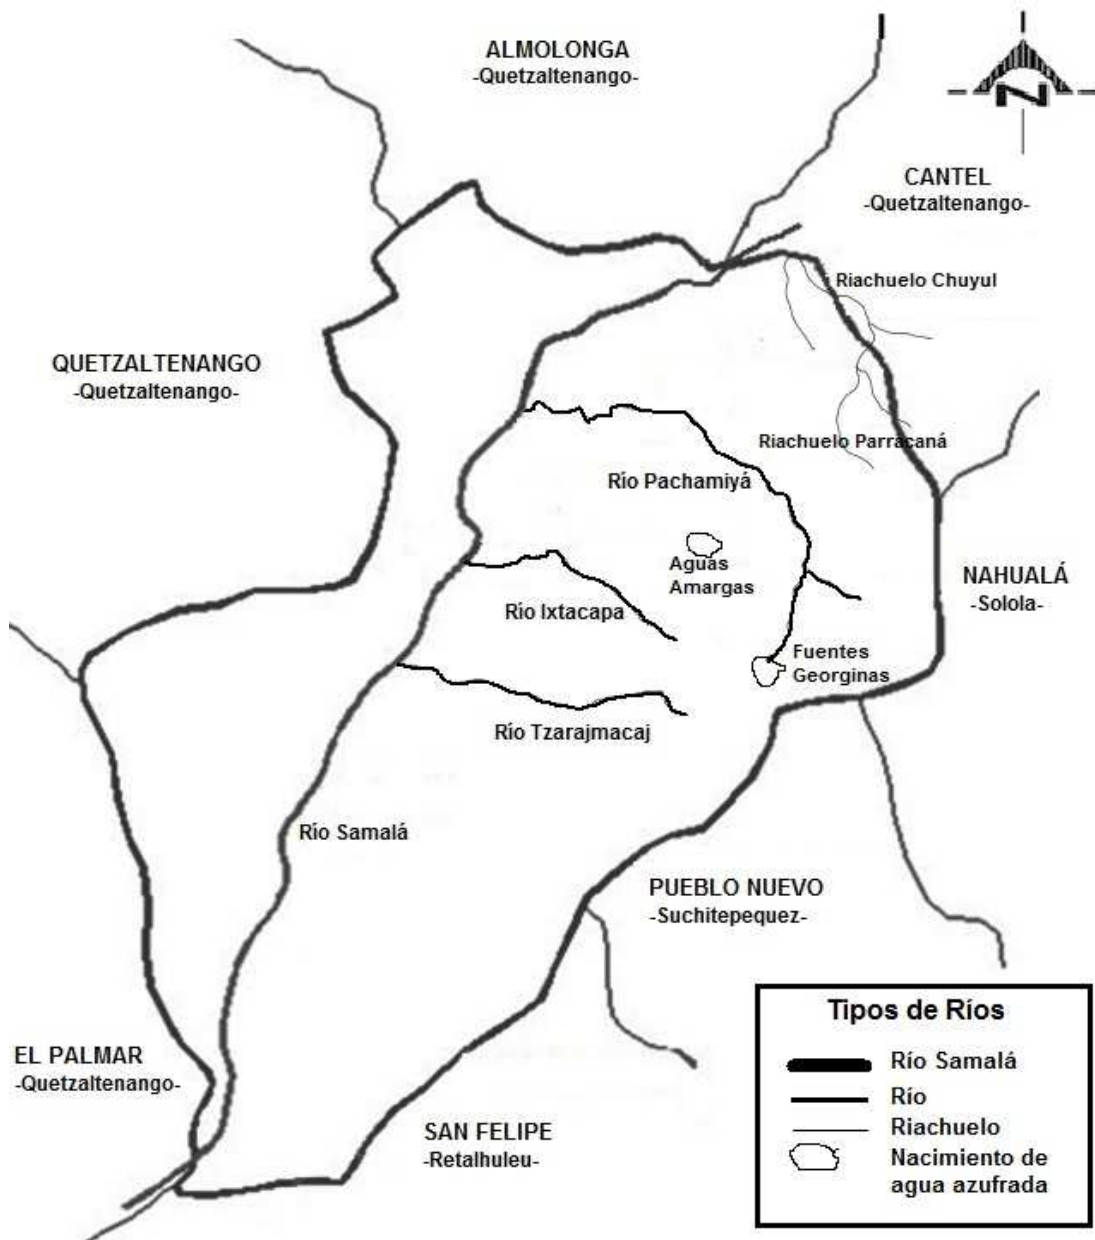 ALMOLONGA
-Quetzaltenango-
N
CANTEL
-Quetzaltenango-
Riachuelo Chuyul
QUETZALTENANGO
-Quetzaltenango-
Riachuelo Parracaná
Río Pachamiyá
Aguas
Amargas
NAHUALÁ
-Solola-
Río Ixtacapa
Fuentes
Georginas
Río Tzarajmacaj
Río Samalá
PUEBLO NUEVO
-Suchitepequez-
EL PALMAR
-Quetzaltenango-
SAN FELIPE
-Retalhuleu-
Tipos de Ríos
Río Samalá
Río
Riachuelo
Nacimiento de
agua azufrada